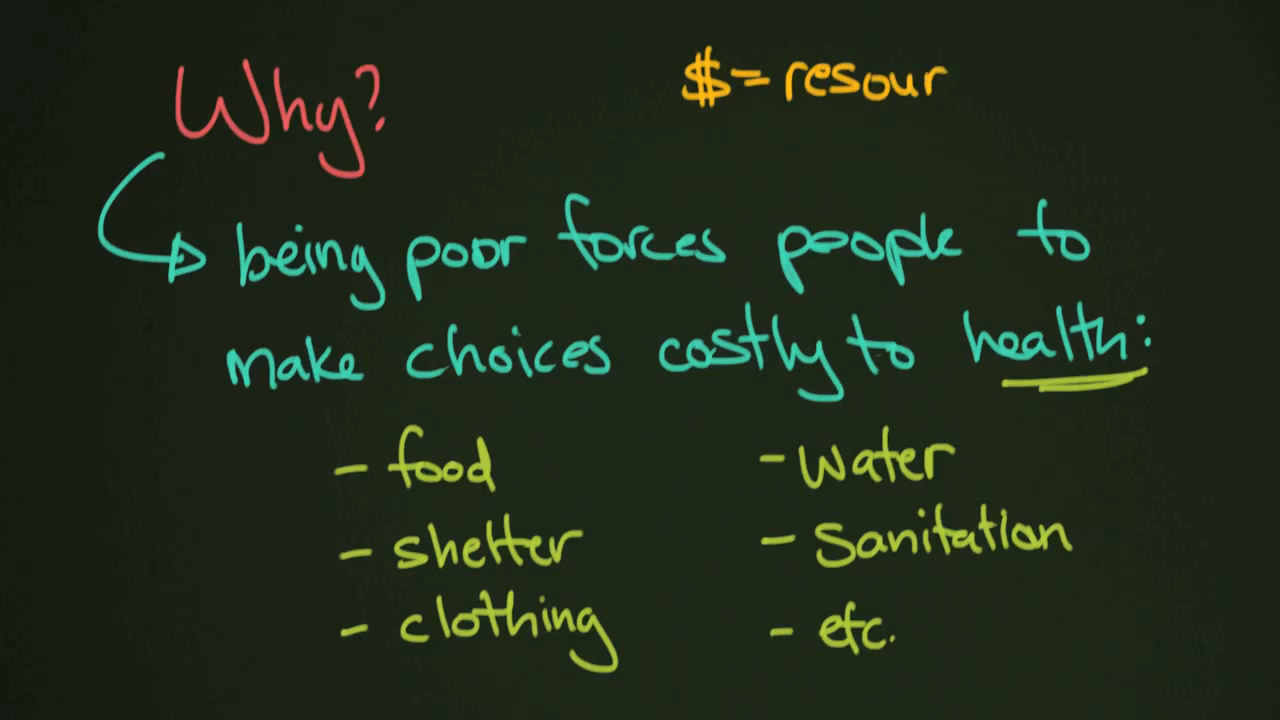 Why?
$ = resour
being poor forces people to
make choices costly to health:
- food
- shelter
- clothing
- water
- sanitation
- etc.